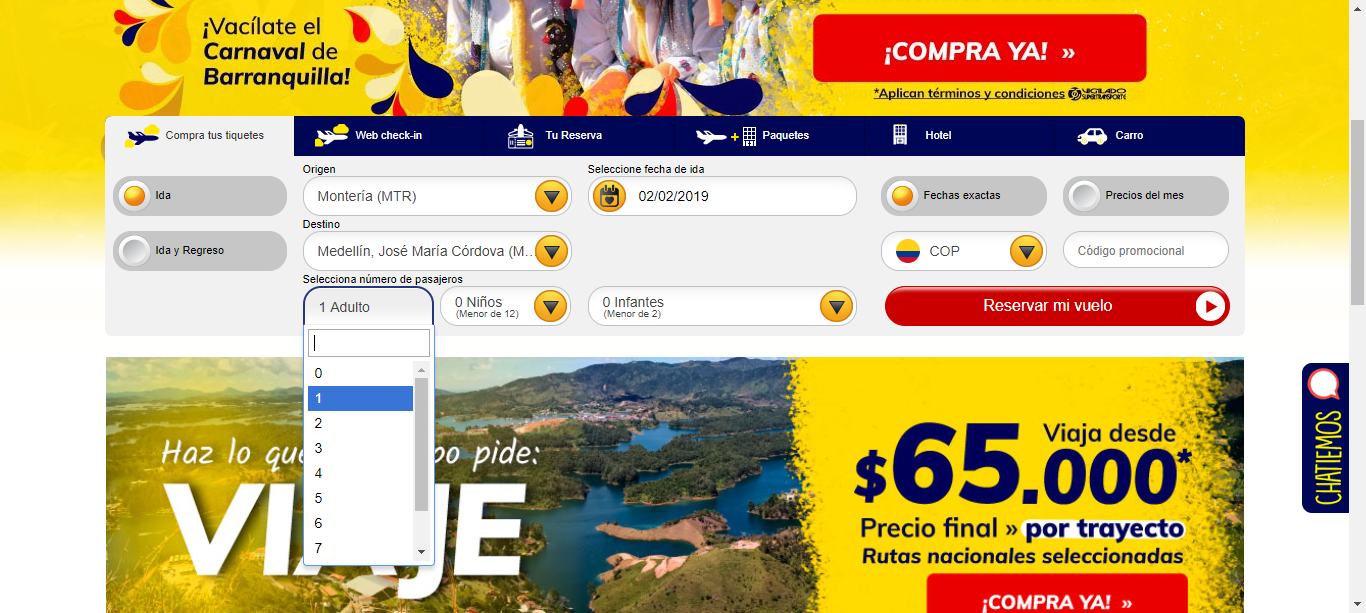 ¡Vacílate el
Carnaval de
Barranquilla!
¡COMPRA YA! »
*Aplican términos y condiciones VIGILADO
SUPERTRANSPORTE
Compra tus tiquetes
Web check-in
Tu Reserva
+
Paquetes
Hotel
Carro
Origen
Seleccione fecha de ida
Ida
Montería (MTR)
02/02/2019
Fechas exactas
Precios del mes
Destino
Ida y Regreso
Medellín, José María Córdova (M...
COP
Código promocional
Selecciona número de pasajeros
1 Adulto
0 Niños
(Menor de 12)
0 Infantes
(Menor de 2)
Reservar mi vuelo
0
1
2
3
4
5
6
7
Haz lo que po pide:
VIAJE
Viaja desde
$65.000*
Precio final » por trayecto
Rutas nacionales seleccionadas
¡COMPRA YA! »
CHATIEMOS